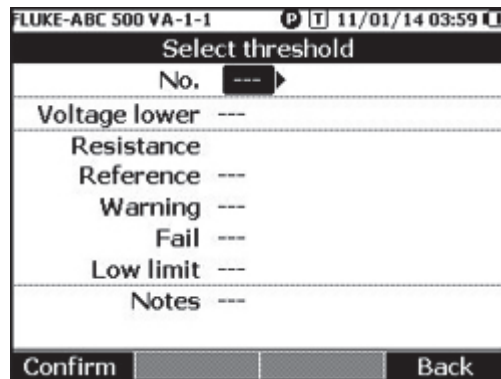 FLUKE-ABC 500 VA-1-1 P T 11/01/14 03:59
Select threshold
No. ---
Voltage lower ---
Resistance
Reference ---
Warning ---
Fail ---
Low limit ---
Notes ---
Confirm Back